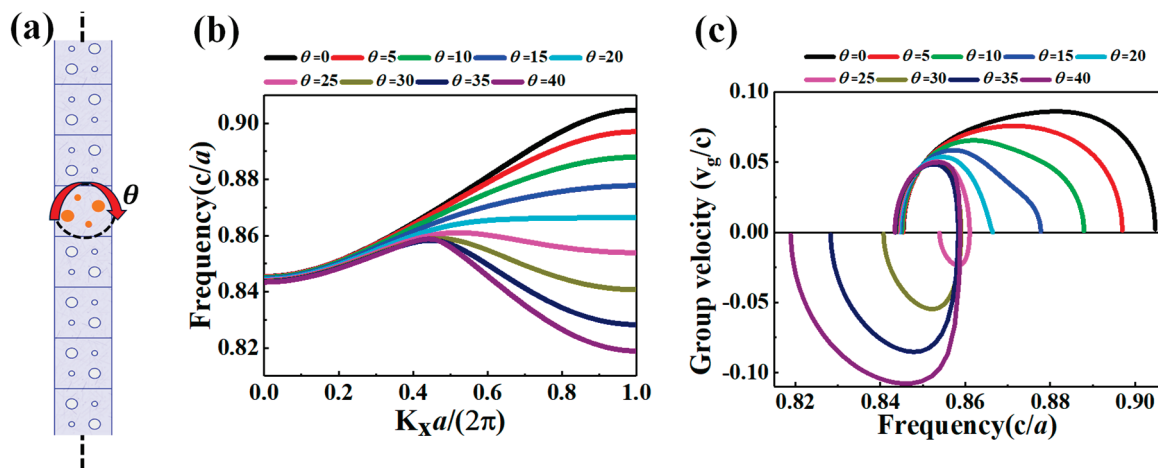 (a)
θ
(b)
θ=0 θ=5 θ=10 θ=15 θ=20
θ=25 θ=30 θ=35 θ=40
Frequency(c/a)
0.90
0.88
0.86
0.84
0.82
0.0 0.2 0.4 0.6 0.8 1.0
Kxa/(2π)
(c)
θ=0 θ=5 θ=10 θ=15 θ=20
θ=25 θ=30 θ=35 θ=40
Group velocity (vg/c)
0.10
0.05
0.00
-0.05
-0.10
0.82 0.84 0.86 0.88 0.90
Frequency(c/a)